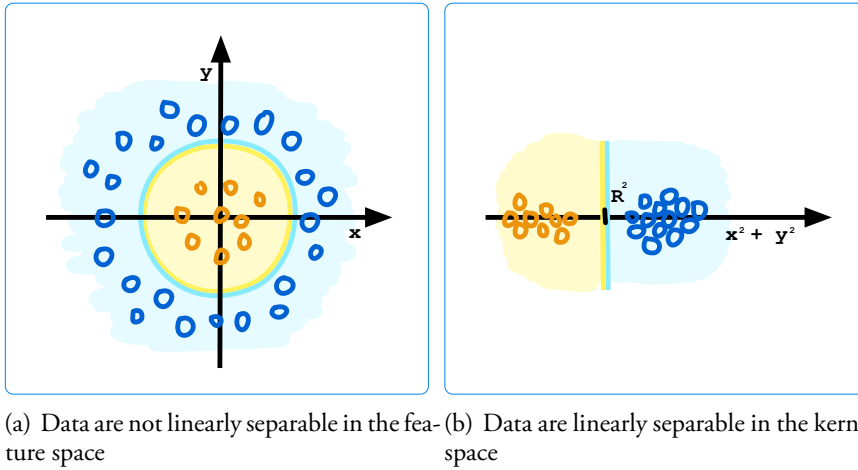 y
x
R²
x² + y²
(a) Data are not linearly separable in the fea-
ture space
(b) Data are linearly separable in the kern
space